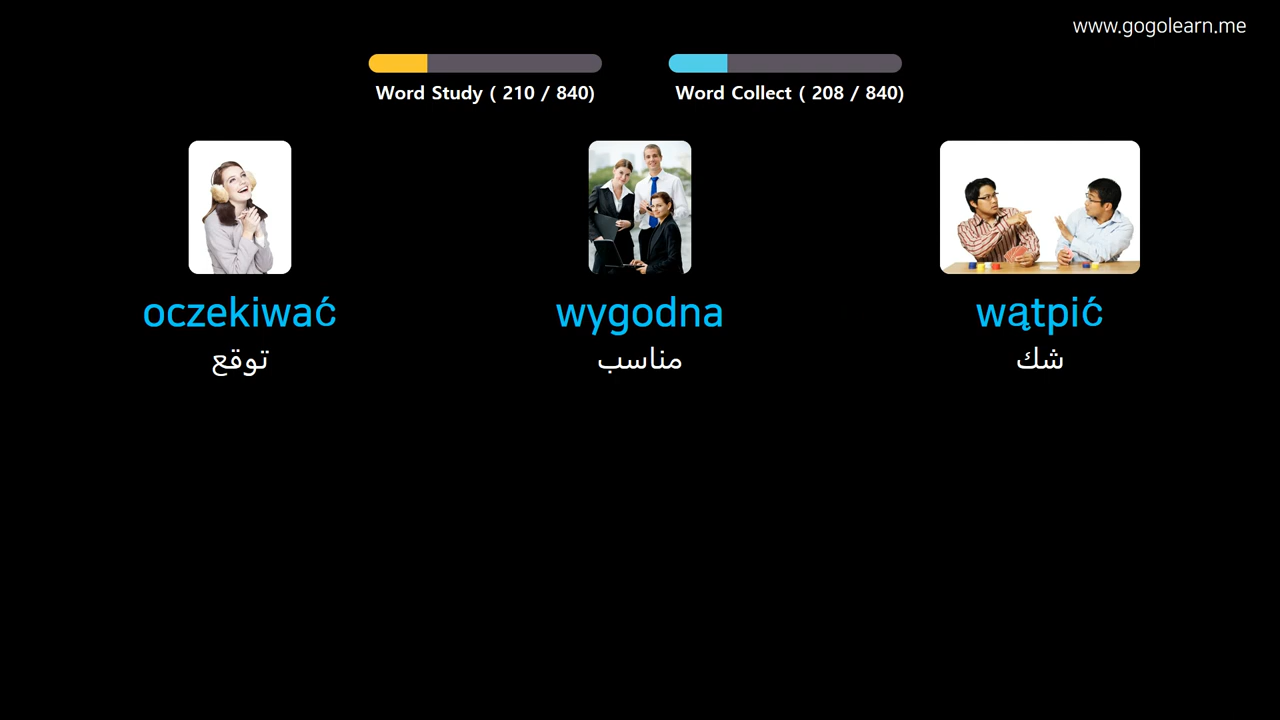 www.gogolearn.me
Word Study ( 210 / 840)
Word Collect ( 208 / 840)
oczekiwać
توقع
wygodna
مناسب
wątpić
شك